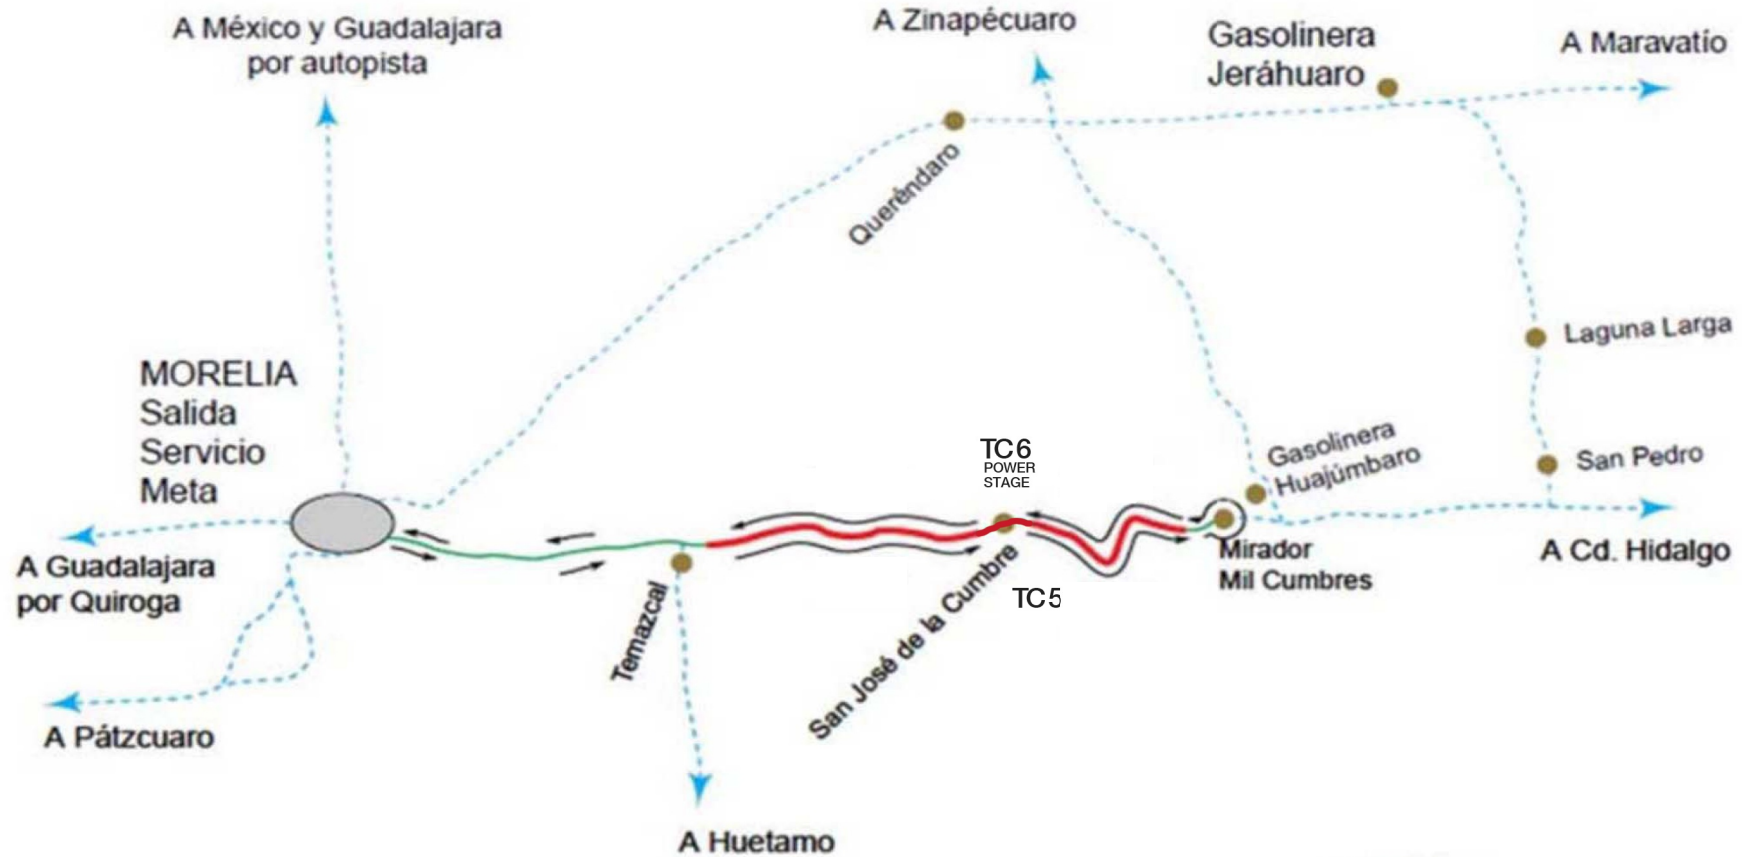 A México y Guadalajara
por autopista
A Zinapécuaro
Gasolinera
Jeráhuaro
A Maravatío
Queréndaro
Laguna Larga
MORELIA
Salida
Servicio
Meta
TC6
POWER
STAGE
Gasolinera
Huajúmbaro
San Pedro
A Guadalajara
por Quiroga
Temazcal
San José de la Cumbre
TC5
Mirador
Mil Cumbres
A Cd. Hidalgo
A Pátzcuaro
A Huetamo